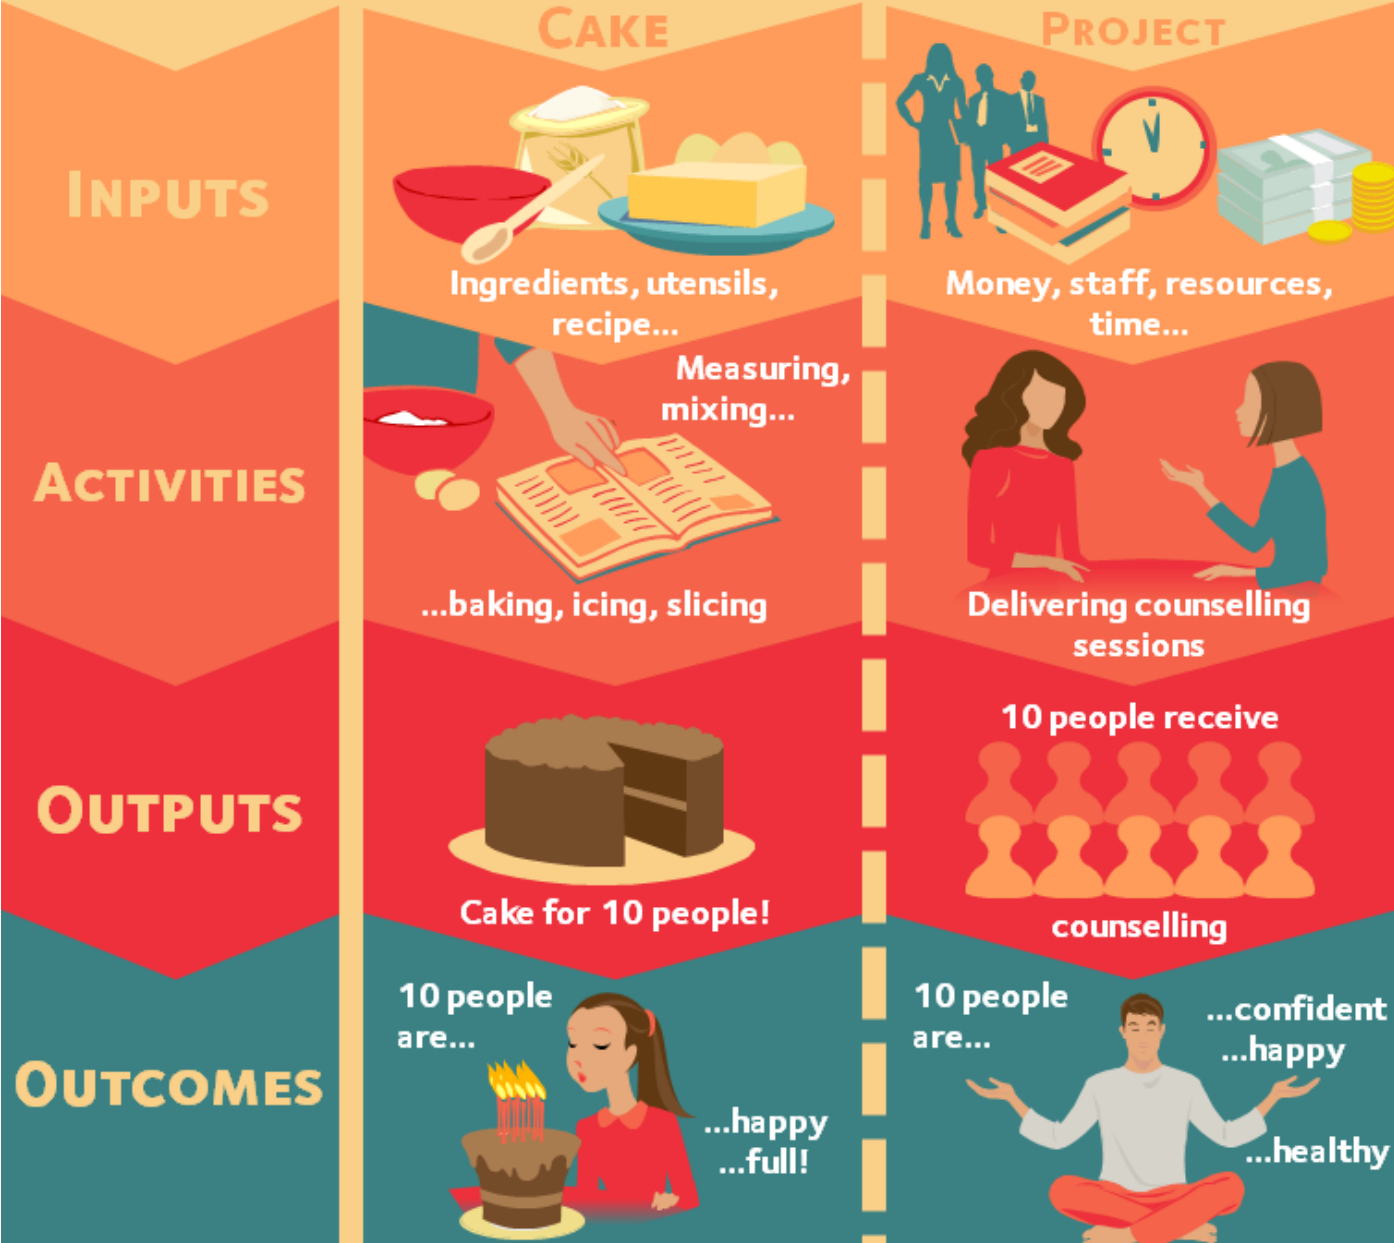 CAKE
PROJECT
INPUTS
Ingredients, utensils,
recipe...
Money, staff, resources,
time...
ACTIVITIES
Measuring,
mixing...
...baking, icing, slicing
Delivering counselling
sessions
OUTPUTS
Cake for 10 people!
10 people receive
counselling
OUTCOMES
10 people
are...
...happy
...full!
10 people
are...
...confident
...happy
...healthy